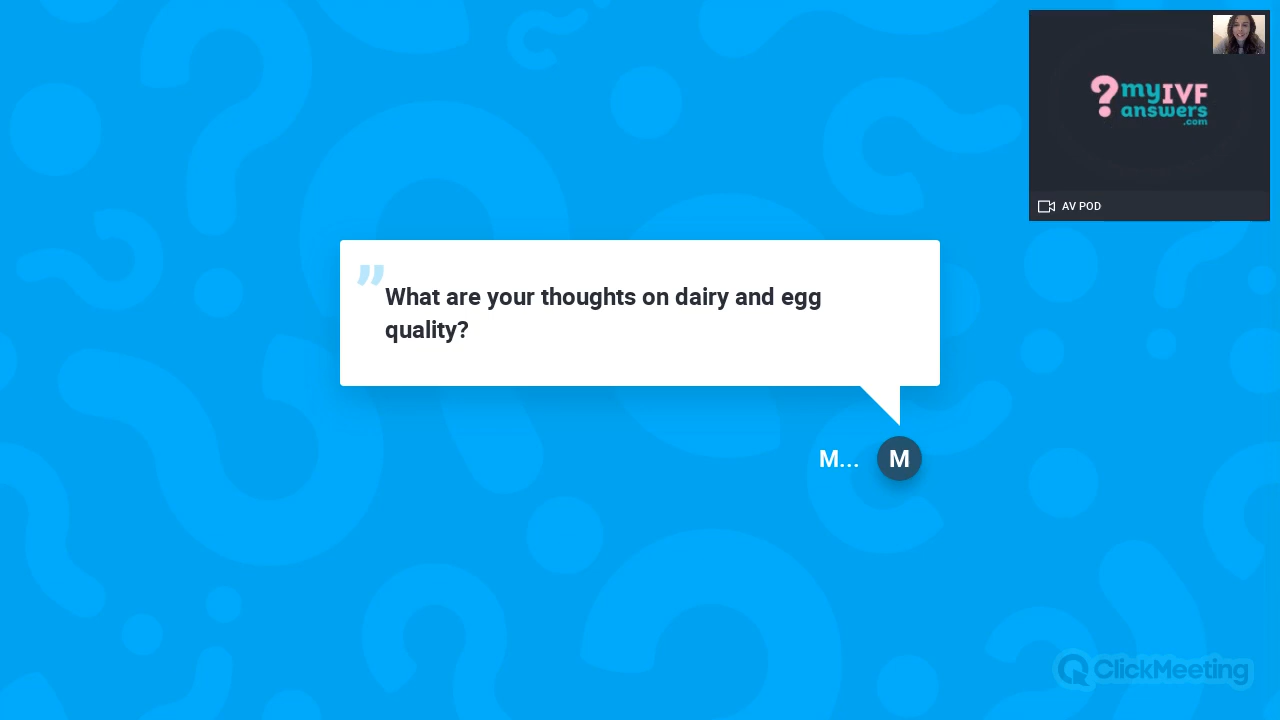 ?myIVF
answers
.com
AV POD
"What are your thoughts on dairy and egg
quality?
M... M
ClickMeeting